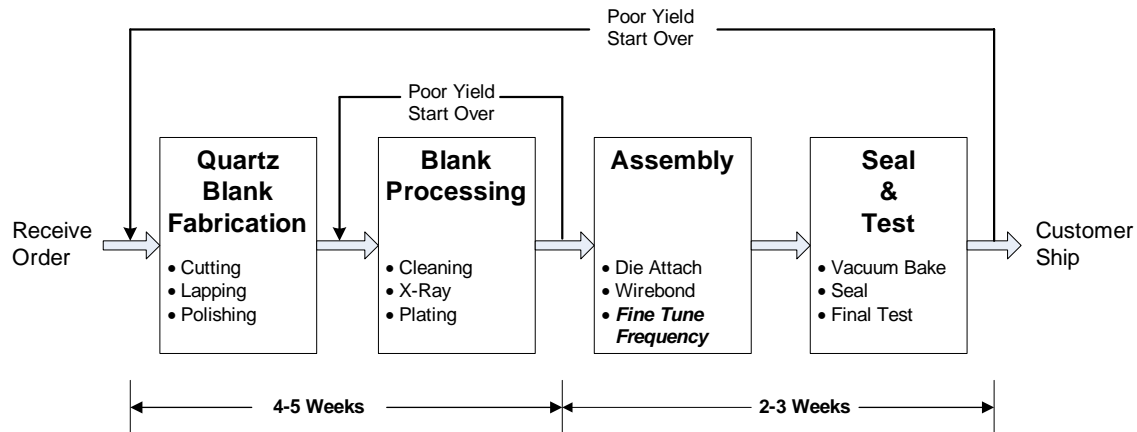 Poor Yield
Start Over
Poor Yield
Start Over
Receive
Order
Quartz
Blank
Fabrication
• Cutting
• Lapping
• Polishing
Blank
Processing
• Cleaning
• X-Ray
• Plating
Assembly
• Die Attach
• Wirebond
• Fine Tune
Frequency
Seal
&
Test
• Vacuum Bake
• Seal
• Final Test
Customer
Ship
4-5 Weeks
2-3 Weeks